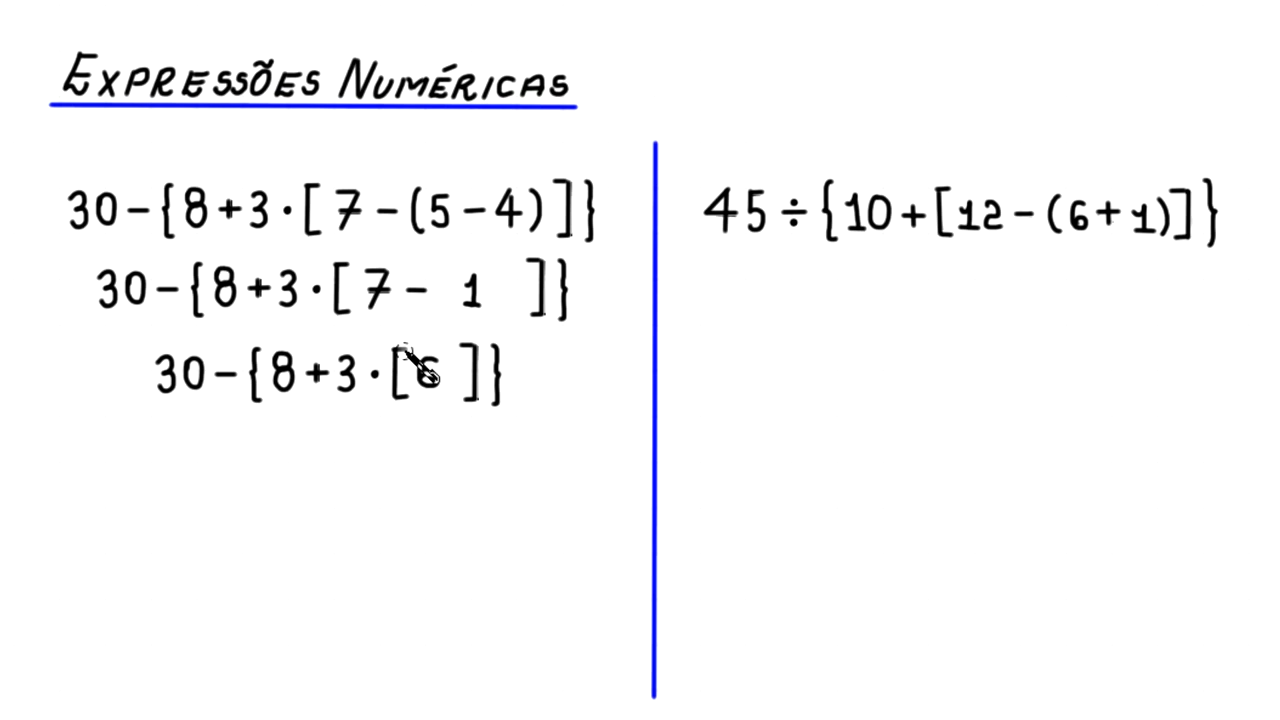 EXPRESSÕES NUMÉRICAS
30-{8+3·[7-(5-4)]}
30-{8+3·[7- 1 ]}
30-{8+3·[6 ]}
45÷{10+[12-(6+1)]}